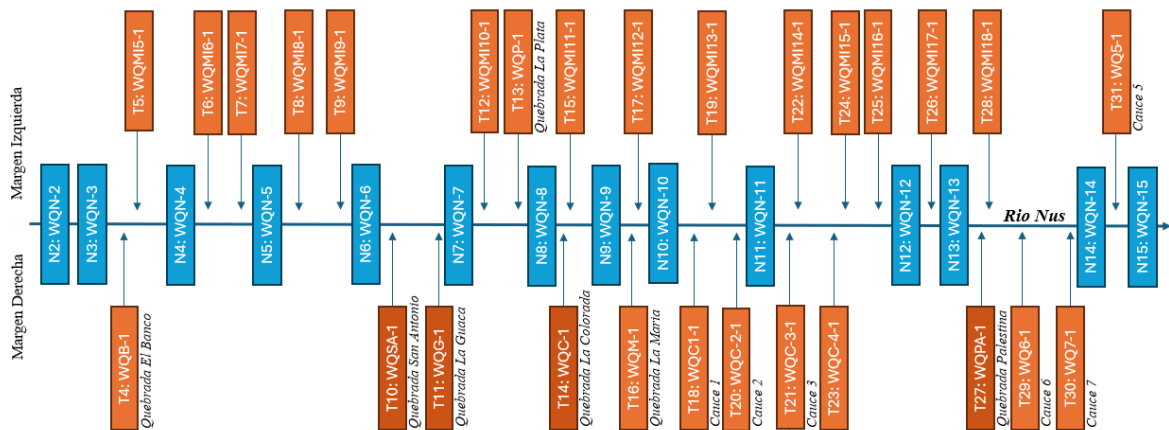 Margen Izquierda
T5: WQMI5-1
T6: WQMI6-1
T7: WQMI7-1
T8: WQMI8-1
T9: WQMI9-1
T12: WQMI10-1
T13: WQP-1
Quebrada La Plata
T15: WQMI11-1
T17: WQMI12-1
T19: WQMI13-1
T22: WQMI14-1
T24: WQMI15-1
T25: WQMI16-1
T26: WQMI17-1
T28: WQMI18-1
T31: WQ5-1
Cauce 5
N2: WQN-2
N3: WQN-3
N4: WQN-4
N5: WQN-5
N6: WQN-6
N7: WQN-7
N8: WQN-8
N9: WQN-9
N10: WQN-10
N11: WQN-11
N12: WQN-12
N13: WQN-13
Rio Nus
N14: WQN-14
N15: WQN-15
Margen Derecha
T4: WQB-1
Quebrada El Banco
T10: WQSA-1
Quebrada San Antonio
T11: WQG-1
Quebrada La Guaca
T14: WQC-1
Quebrada La Colorada
T16: WQM-1
Quebrada La Maria
T18: WQC1-1
Cauce 1
T20: WQC-2-1
Cauce 2
T21: WQC-3-1
Cauce 3
T23: WQC-4-1
T27: WQPA-1
Quebrada Palestina
T29: WQ6-1
Cauce 6
T30: WQ7-1
Cauce 7